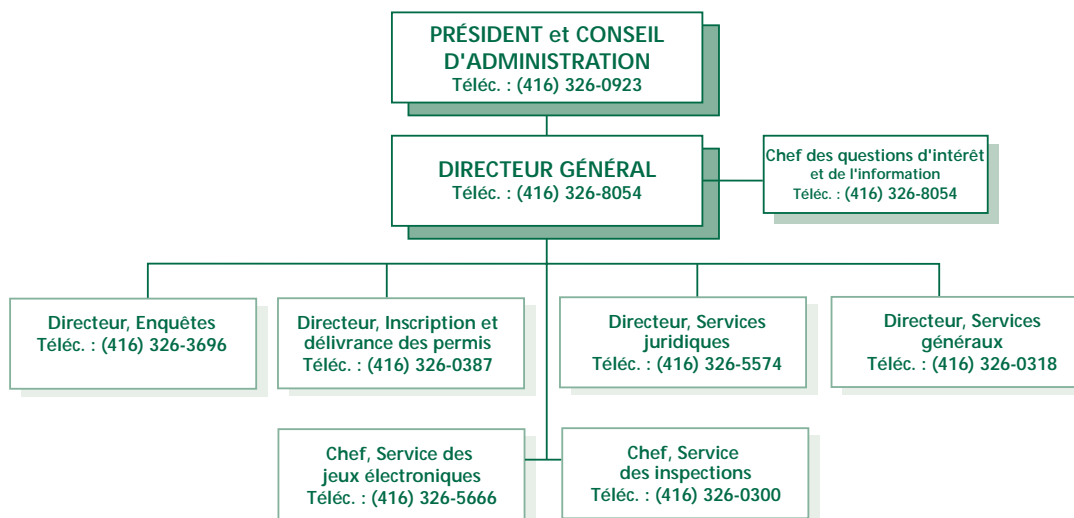 PRÉSIDENT et CONSEIL
D'ADMINISTRATION
Téléc. : (416) 326-0923
DIRECTEUR GÉNÉRAL
Téléc. : (416) 326-8054
Chef des questions d'intérêt
et de l'information
Téléc. : (416) 326-8054
Directeur, Enquêtes
Téléc. : (416) 326-3696
Directeur, Inscription et
délivrance des permis
Téléc. : (416) 326-0387
Directeur, Services
juridiques
Téléc. : (416) 326-5574
Directeur, Services
généraux
Téléc. : (416) 326-0318
Chef, Service des
jeux électroniques
Téléc. : (416) 326-5666
Chef, Service
des inspections
Téléc. : (416) 326-0300